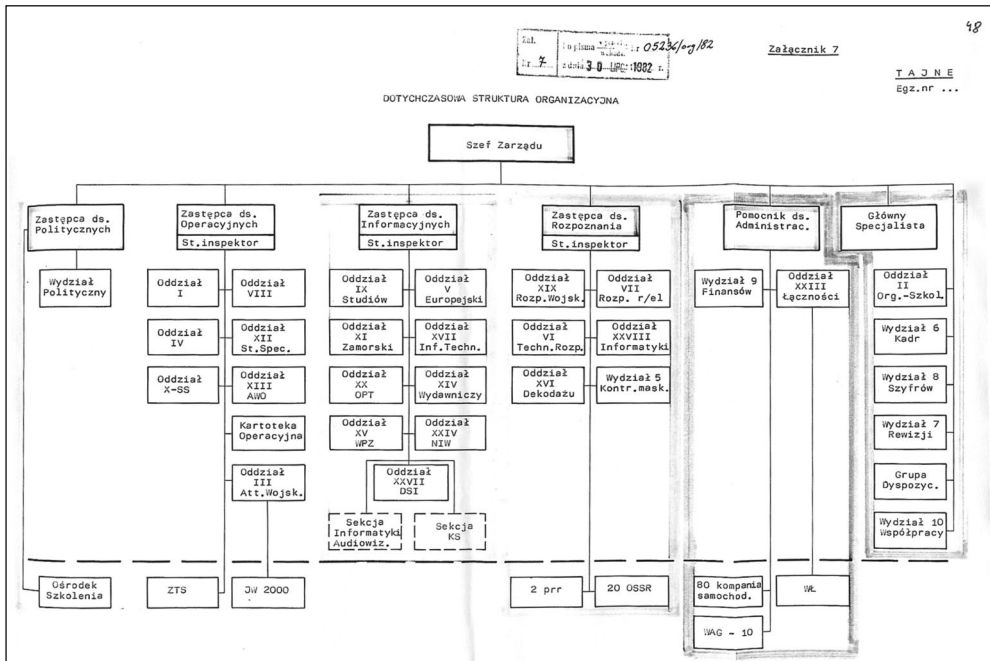 48
Zał.
Nr 7
do pisma
nr 05236/org/82
z dnia 30 LIPC. 1982 r.
Załącznik 7
T A J N E
Egz.nr ...
DOTYCHCZASOWA STRUKTURA ORGANIZACYJNA
Szef Zarządu
Zastępca ds.
Politycznych
Zastępca ds.
Operacyjnych
St.inspektor
Zastępca ds.
Informacyjnych
St.inspektor
Zastępca ds.
Rozpoznania
St.inspektor
Pomocnik ds.
Administrac.
Główny
Specjalista
Wydział
Polityczny
Oddział
I
Oddział
VIII
Oddział
IX
Studiów
Oddział
V
Europejski
Oddział
XIX
Rozp.Wojsk.
Oddział
VII
Rozp. r/el
Wydział 9
Finansów
Oddział
XXIII
Łączności
Oddział
II
Org.-Szkol.
Oddział
IV
Oddział
XII
St.Spec.
Oddział
XI
Zamorski
Oddział
XVII
Inf.Techn.
Oddział
VI
Techn.Rozp.
Oddział
XXVIII
Informatyki
Wydział 6
Kadr
Oddział
X-SS
Oddział
XIII
AWO
Oddział
XX
OPT
Oddział
XIV
Wydawniczy
Oddział
XVI
Dekodażu
Wydział 5
Kontr.mask.
Wydział 8
Szyfrów
Kartoteka
Operacyjna
Oddział
XV
WPZ
Oddział
XXIV
NIW
Wydział 7
Rewizji
Oddział
III
Att.Wojsk.
Oddział
XXVII
DSI
Grupa
Dyspozyc.
Sekcja
Informatyki
Audiowiz.
Sekcja
KS
Wydział 10
Współpracy
Ośrodek
Szkolenia
ZTS
JW 2000
2 prr
20 OSSR
80 kompania
samochod.
WŁ
WAG - 10